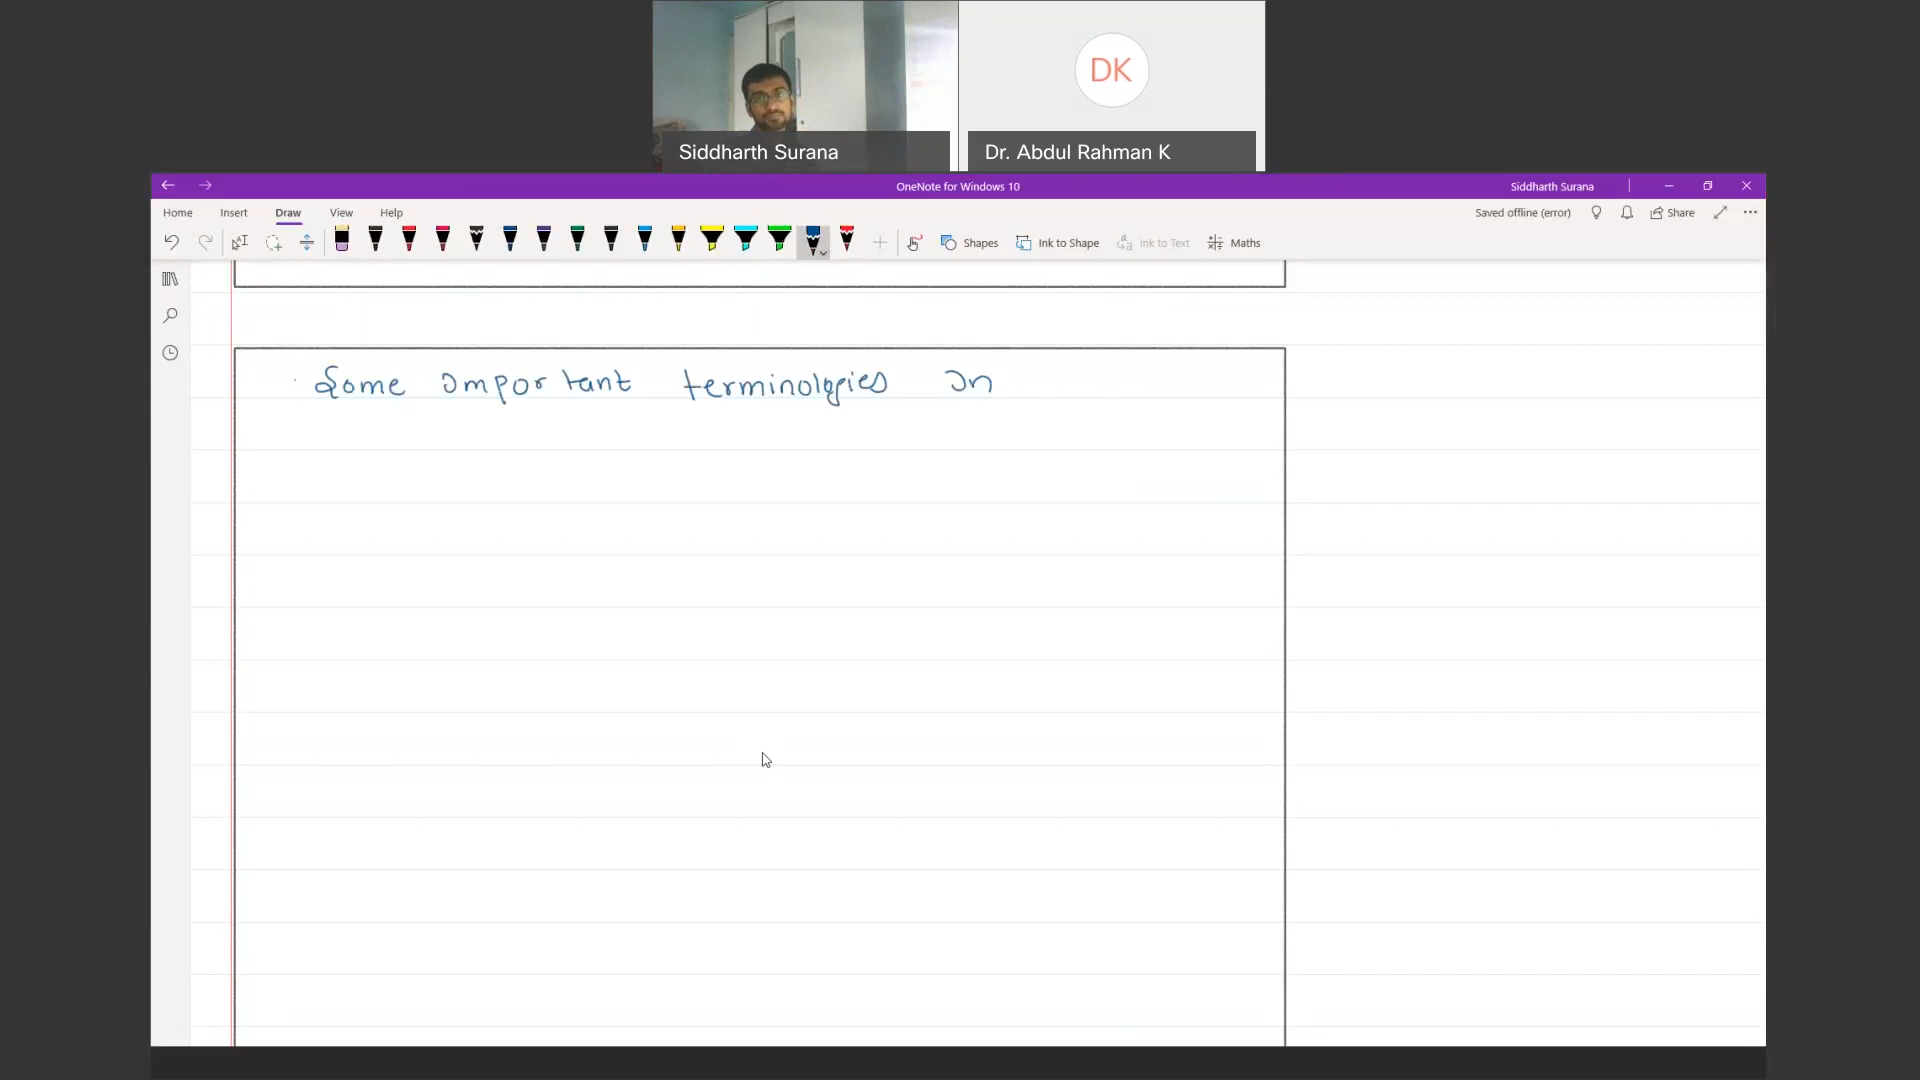 DK
Siddharth Surana
Dr. Abdul Rahman K
OneNote for Windows 10
Siddharth Surana
Home Insert Draw View Help
Saved offline (error)
Share
Shapes
Ink to Shape
Ink to Text
Maths
Some Important terminologies In